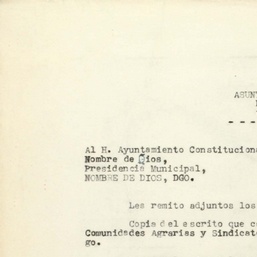 ASUN
- - -
Al H. Ayuntamiento Constituciona
Nombre de Dios,
Presidencia Municipal,
NOMBRE DE DIOS, DGO.
Les remito adjuntos los
Copia del escrito que
Comunidades Agrarias y Sindicat
go.